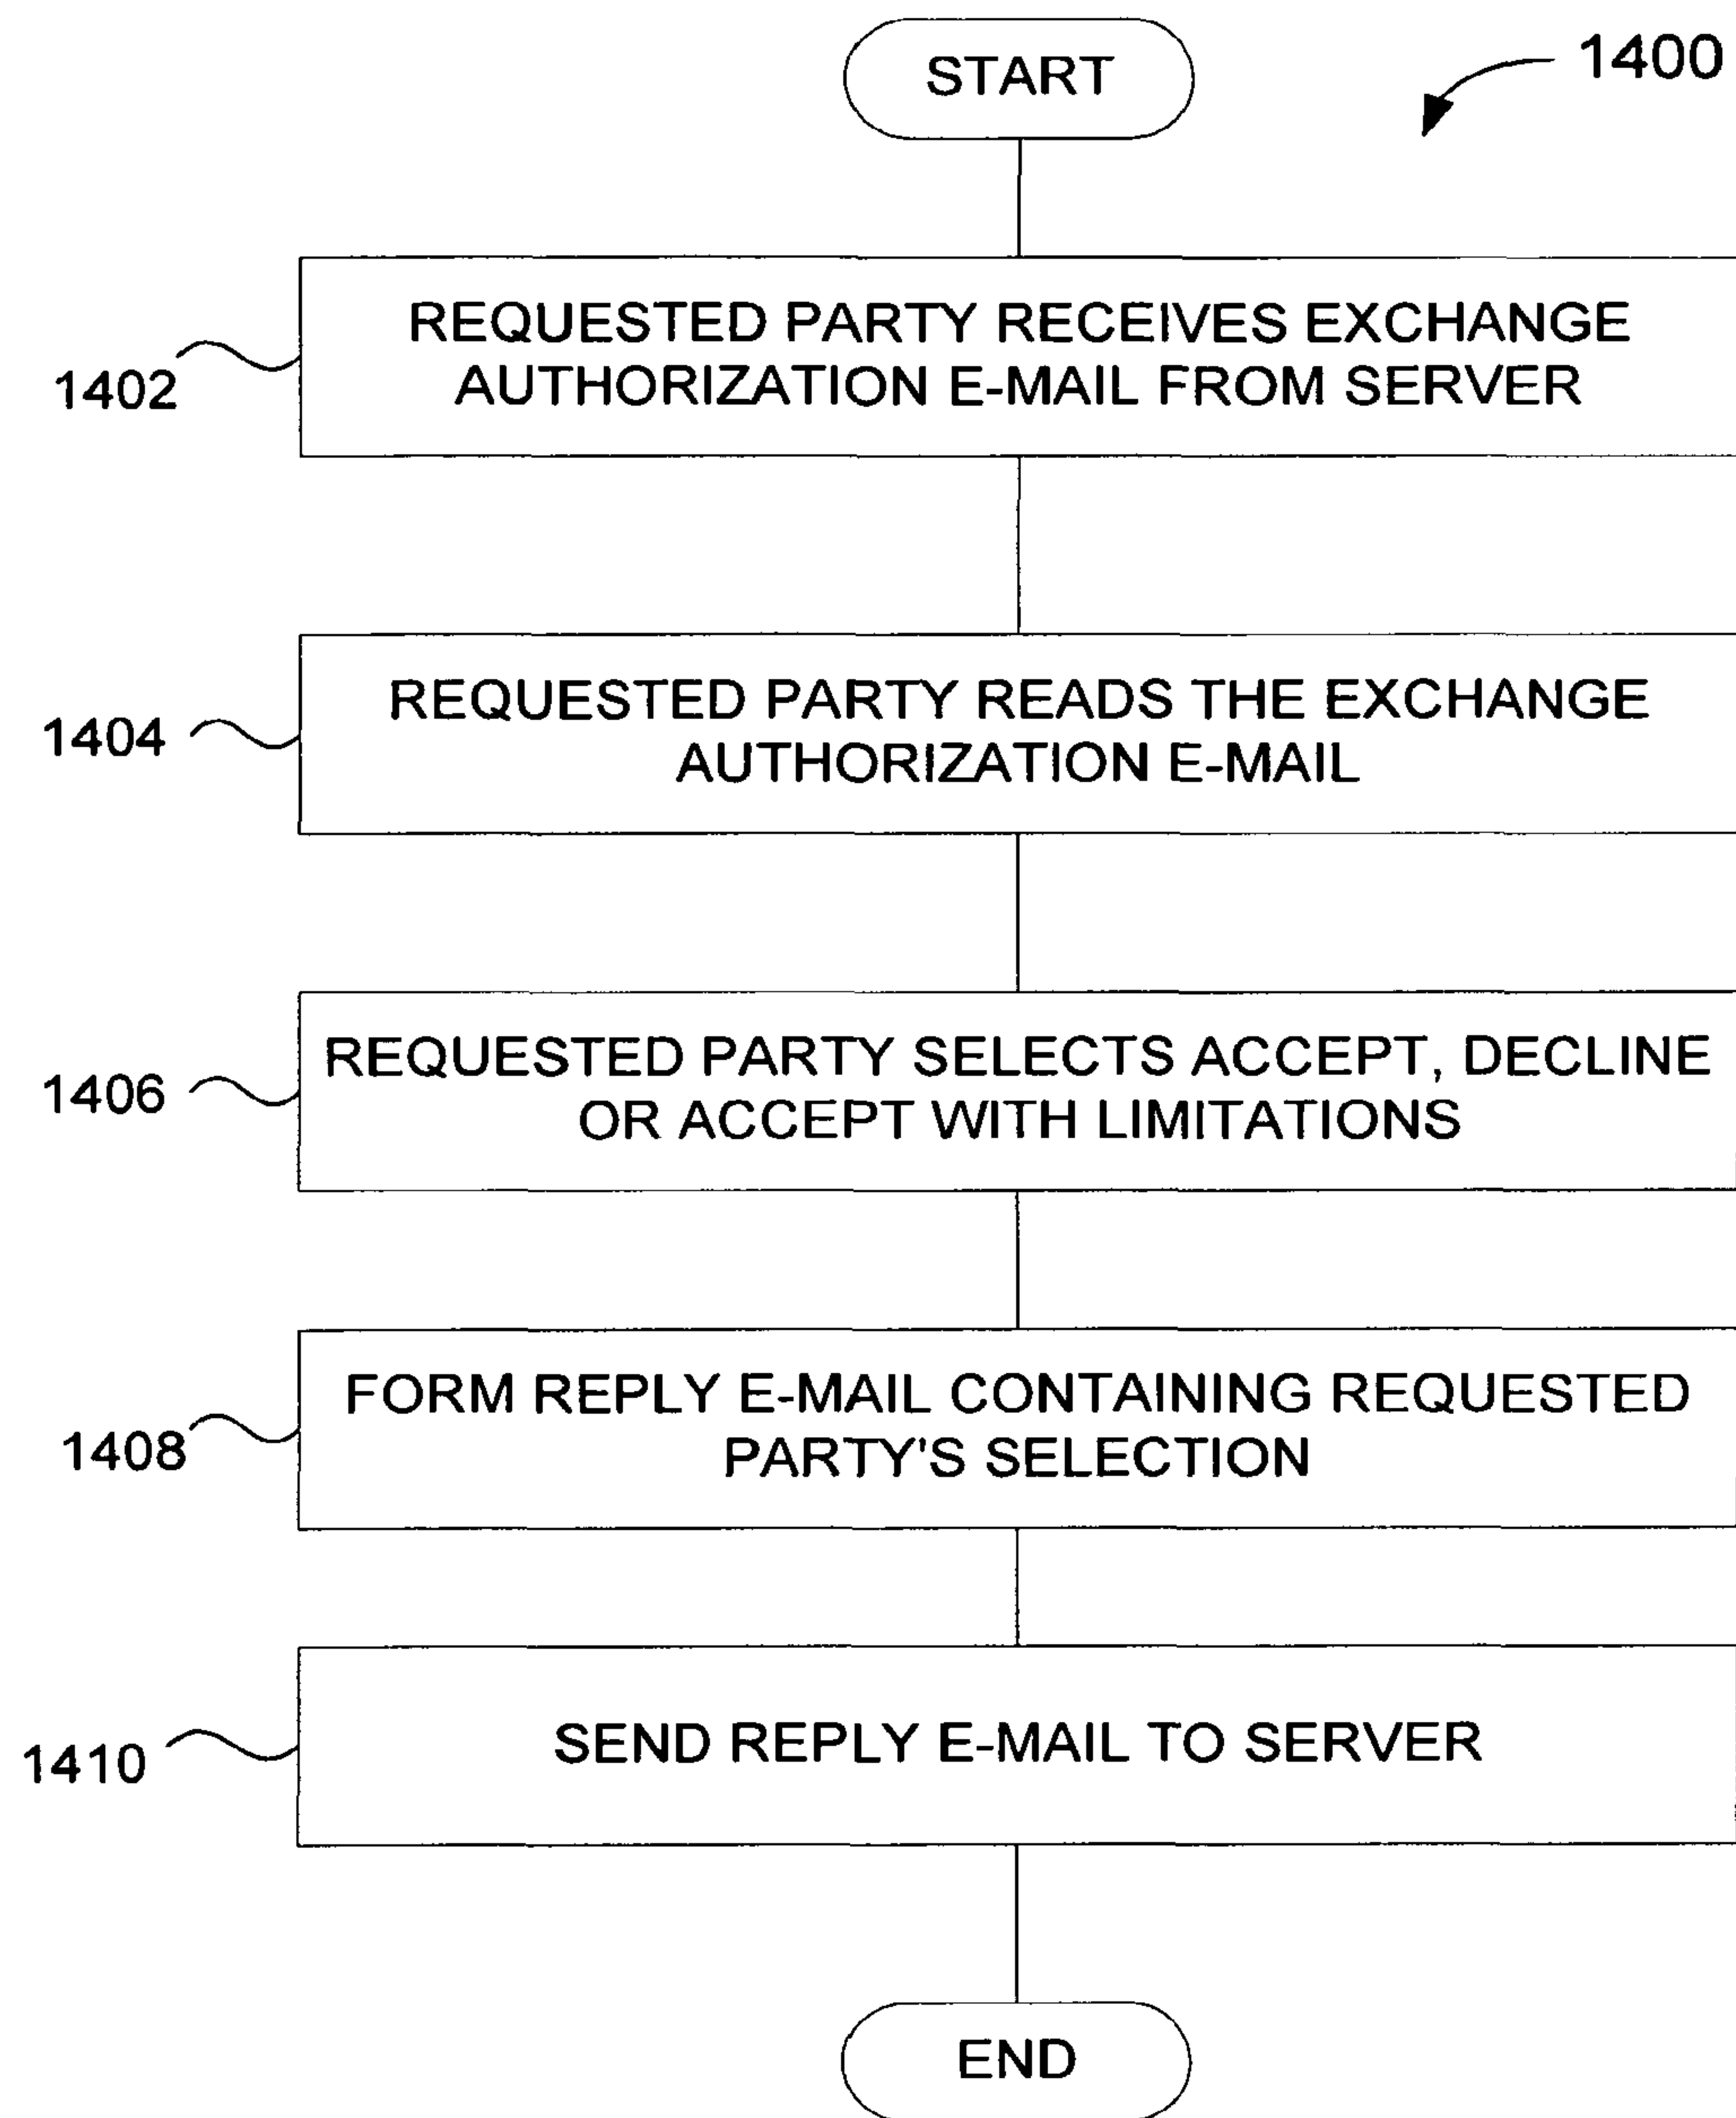 START
1400
REQUESTED PARTY RECEIVES EXCHANGE
AUTHORIZATION E-MAIL FROM SERVER
1402
REQUESTED PARTY READS THE EXCHANGE
AUTHORIZATION E-MAIL
1404
REQUESTED PARTY SELECTS ACCEPT, DECLINE
OR ACCEPT WITH LIMITATIONS
1406
FORM REPLY E-MAIL CONTAINING REQUESTED
PARTY'S SELECTION
1408
SEND REPLY E-MAIL TO SERVER
1410
END